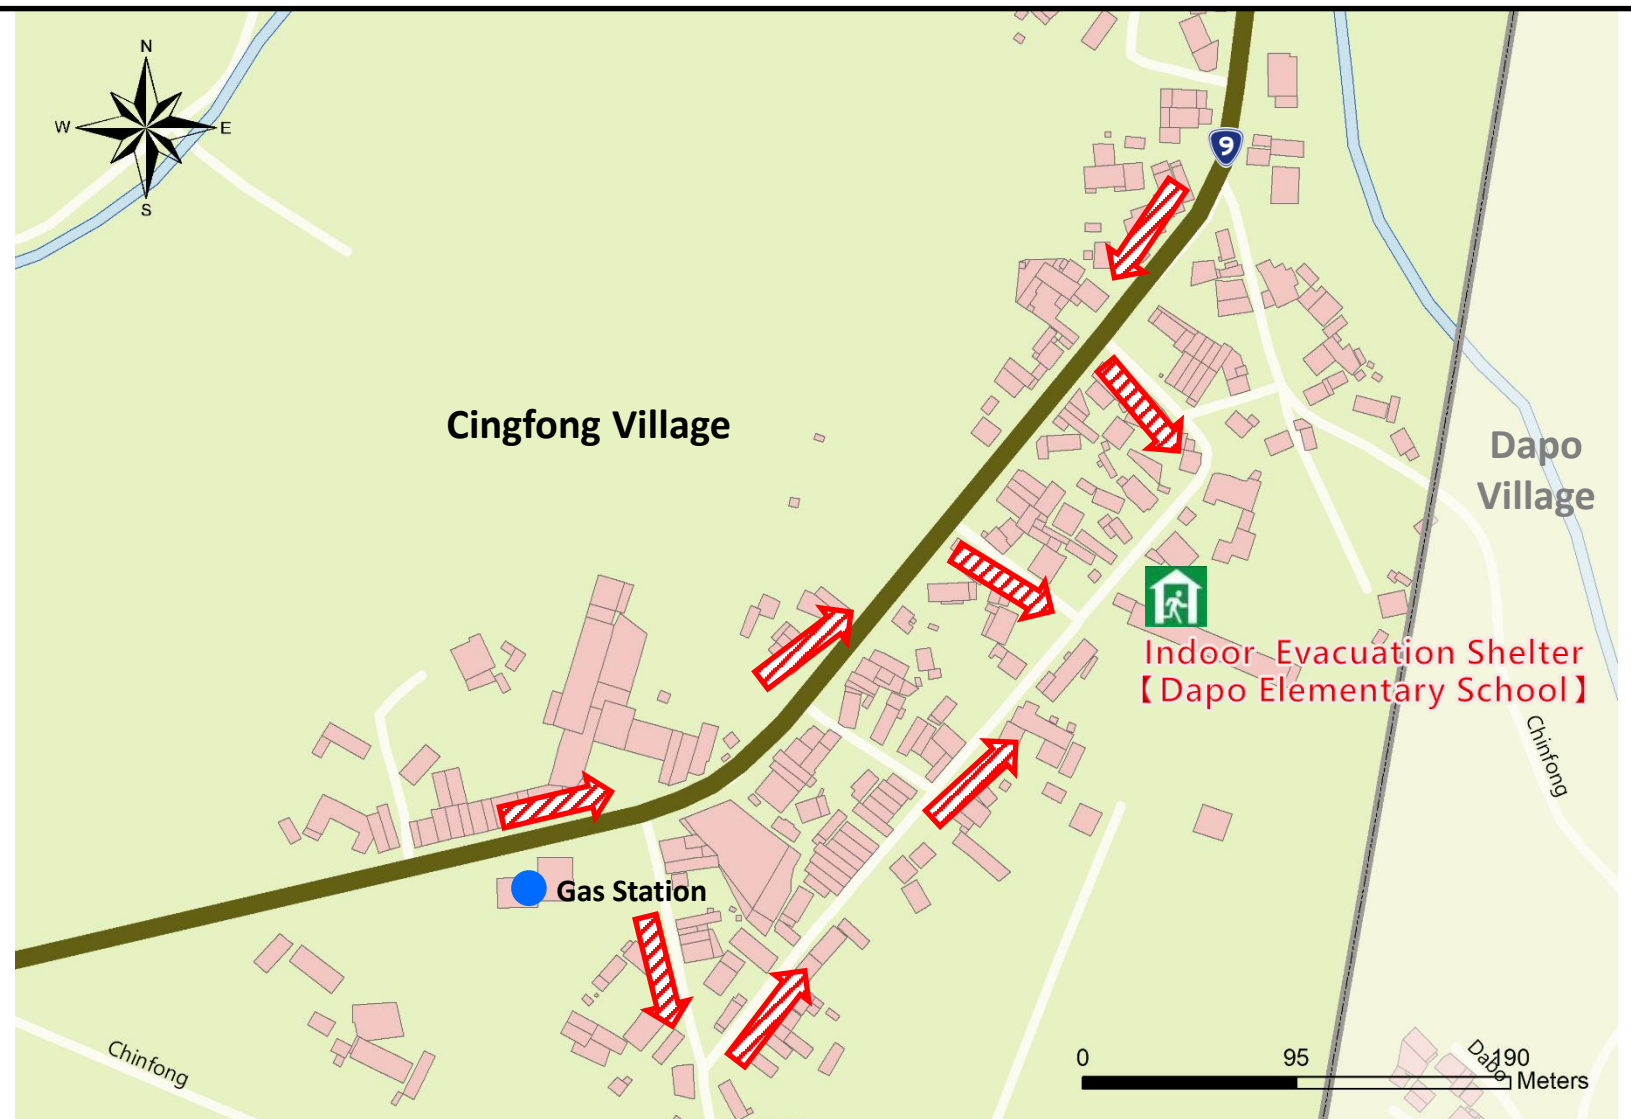 N
W
E
S
9
Cingfong Village
Dapo
Village
Indoor Evacuation Shelter
【Dapo Elementary School】
Chinfong
Gas Station
Chinfong
Dapo
0 95 190
Meters